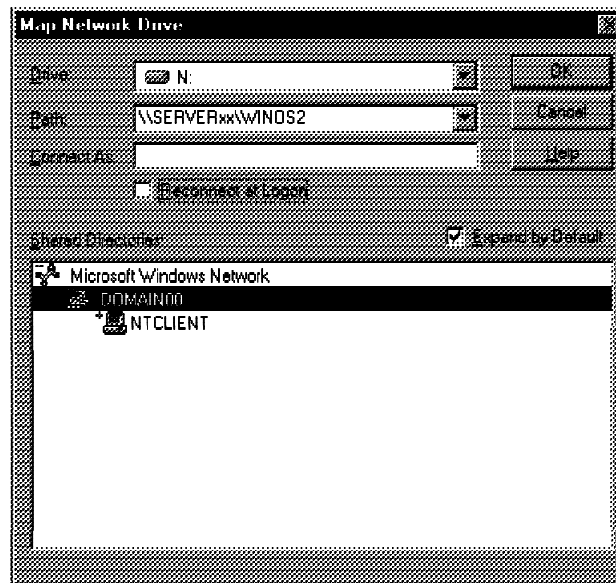 Map Network Drive
Drive: N: OK
Path: \\SERVERxx\WINOS2 Cancel
Connect As: Help
Reconnect at Logon
Shared Directories: Expand by Default
Microsoft Windows Network
DOMAIN00
NTCLIENT